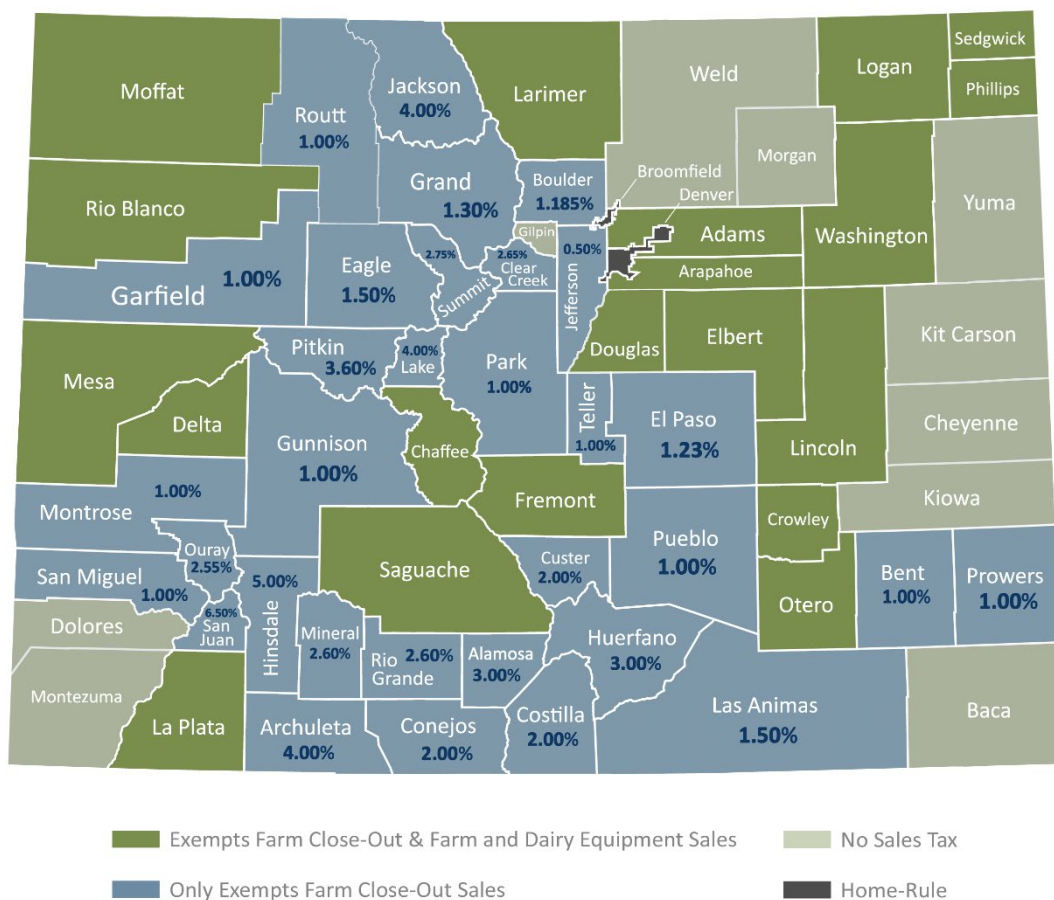 Moffat
Routt
1.00%
Jackson
4.00%
Larimer
Weld
Logan
Sedgwick
Phillips
Rio Blanco
Grand
1.30%
Boulder
1.185%
Broomfield
Denver
Morgan
Yuma
Washington
Garfield
1.00%
Eagle
1.50%
2.75%
Summit
Gilpin
2.65%
Clear
Creek
0.50%
Jefferson
Adams
Arapahoe
Mesa
Pitkin
3.60%
4.00%
Lake
Park
1.00%
Douglas
Elbert
Kit Carson
Delta
Gunnison
1.00%
Chaffee
Teller
1.00%
El Paso
1.23%
Lincoln
Cheyenne
Montrose
1.00%
Fremont
Crowley
Kiowa
Ouray
2.55%
San Miguel
1.00%
5.00%
Hinsdale
Saguache
Custer
2.00%
Pueblo
1.00%
Otero
Bent
1.00%
Prowers
1.00%
Dolores
6.50%
San
Juan
Mineral
2.60%
2.60%
Rio
Grande
Alamosa
3.00%
Huerfano
3.00%
Montezuma
La Plata
Archuleta
4.00%
Conejos
2.00%
Costilla
2.00%
Las Animas
1.50%
Baca
Exempts Farm Close-Out & Farm and Dairy Equipment Sales
No Sales Tax
Only Exempts Farm Close-Out Sales
Home-Rule